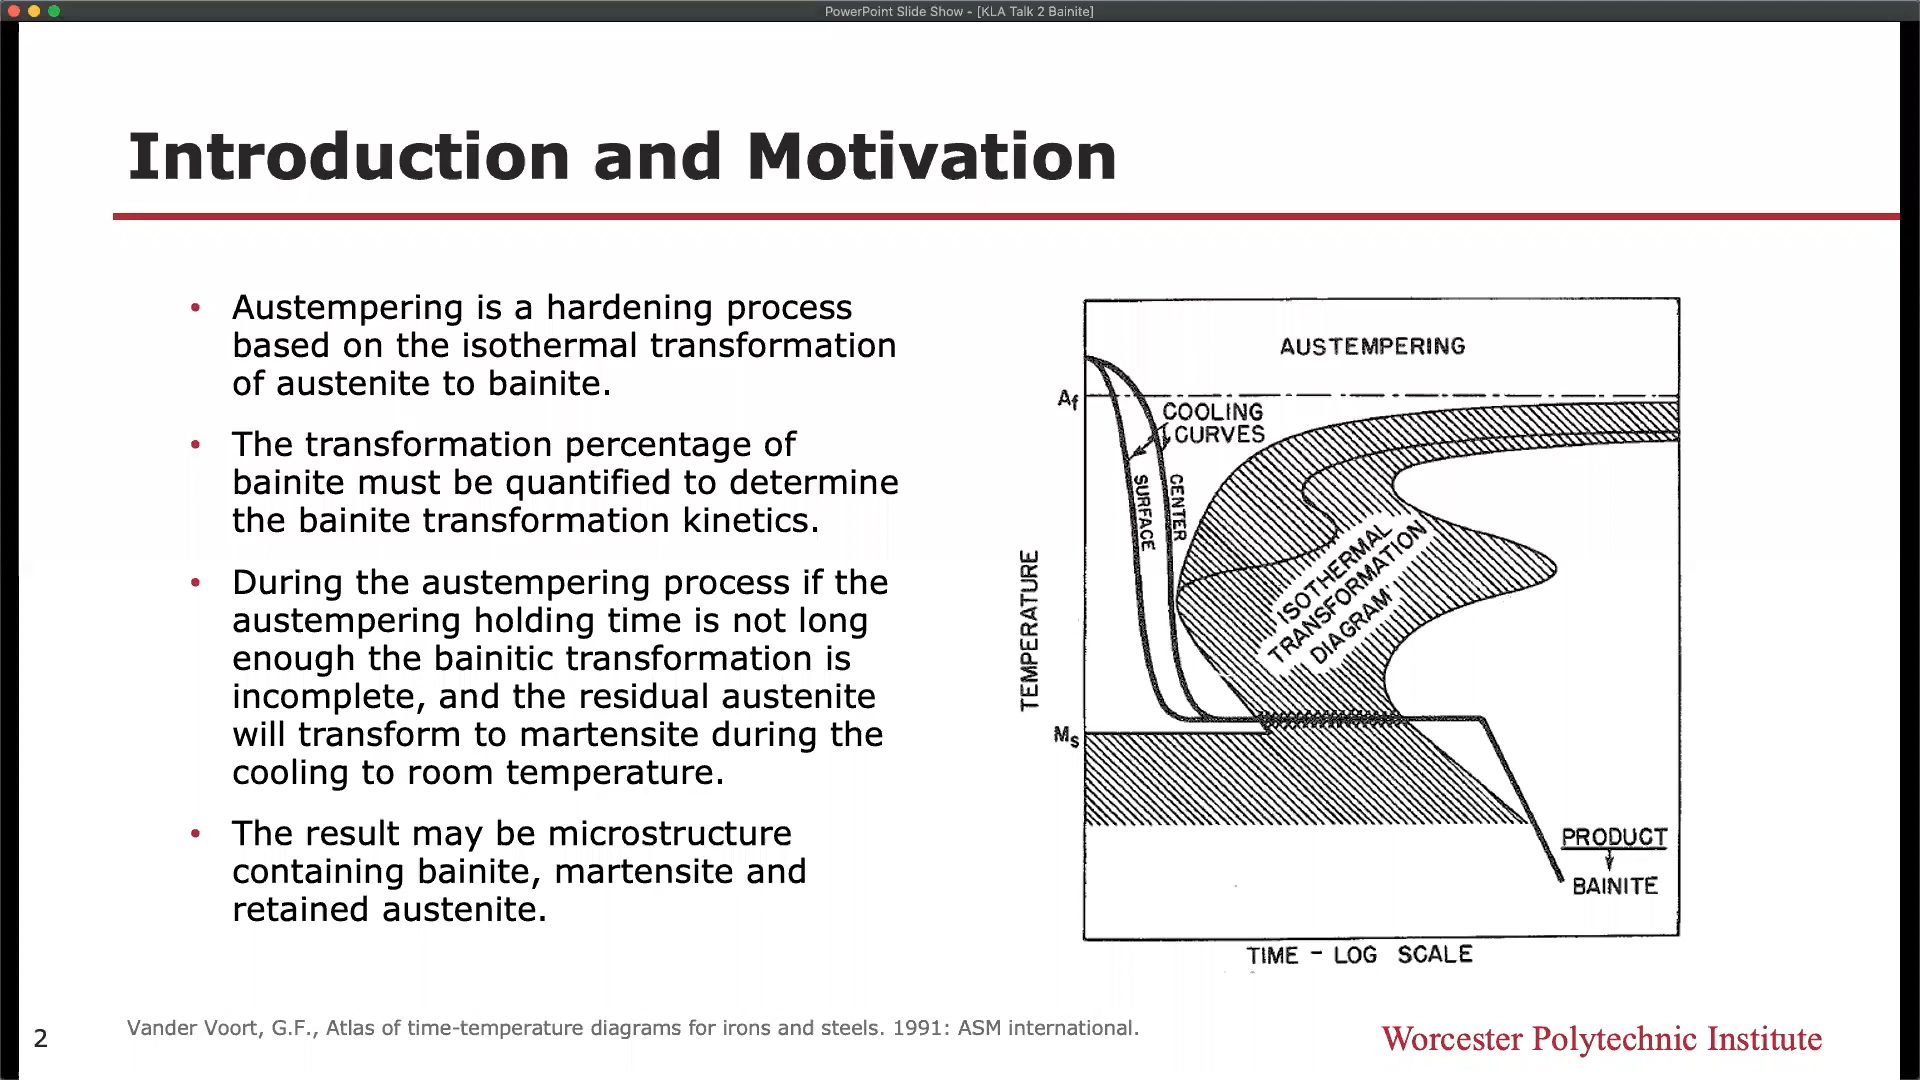 PowerPoint Slide Show - [KLA Talk 2 Bainite]
Introduction and Motivation
• Austempering is a hardening process
based on the isothermal transformation
of austenite to bainite.
• The transformation percentage of
bainite must be quantified to determine
the bainite transformation kinetics.
• During the austempering process if the
austempering holding time is not long
enough the bainitic transformation is
incomplete, and the residual austenite
will transform to martensite during the
cooling to room temperature.
• The result may be microstructure
containing bainite, martensite and
retained austenite.
AUSTEMPERING
Af
COOLING
CURVES
SURFACE
CENTER
ISOTHERMAL
TRANSFORMATION
DIAGRAM
TEMPERATURE
Ms
PRODUCT
BAINITE
TIME - LOG SCALE
2
Vander Voort, G.F., Atlas of time-temperature diagrams for irons and steels. 1991: ASM international.
Worcester Polytechnic Institute